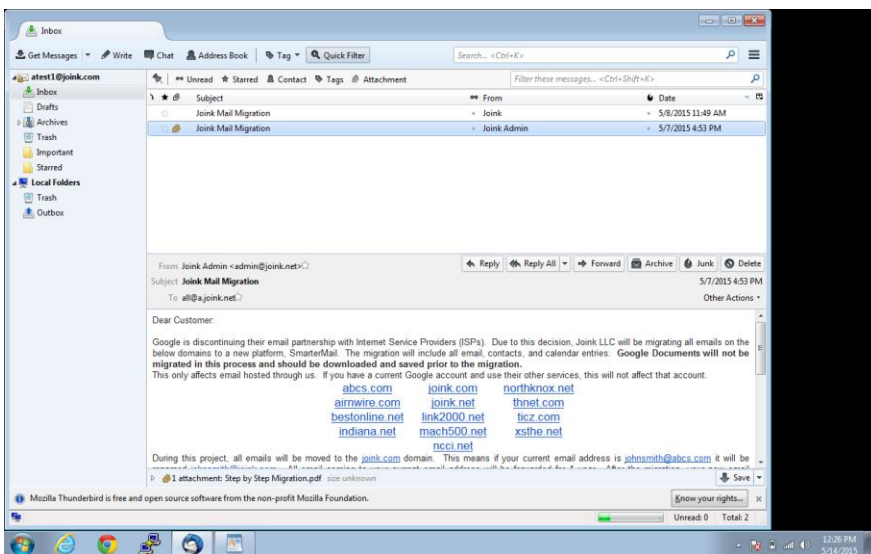 Inbox
Get Messages Write Chat Address Book Tag Quick Filter Search... <Ctrl+K>
atest1@joink.com
Inbox
Drafts
Archives
Trash
Important
Starred
Local Folders
Trash
Outbox
Unread Starred Contact Tags Attachment Filter these messages... <Ctrl+Shift+K>
Subject From Date
Joink Mail Migration Joink 5/8/2015 11:49 AM
Joink Mail Migration Joink Admin 5/7/2015 4:53 PM
From Joink Admin <admin@joink.net> Reply Reply All Forward Archive Junk Delete
Subject Joink Mail Migration 5/7/2015 4:53 PM
To all@a.joink.net Other Actions
Dear Customer:
Google is discontinuing their email partnership with Internet Service Providers (ISPs). Due to this decision, Joink LLC will be migrating all emails on the
below domains to a new platform, SmarterMail. The migration will include all email, contacts, and calendar entries. Google Documents will not be
migrated in this process and should be downloaded and saved prior to the migration.
This only affects email hosted through us. If you have a current Google account and use their other services, this will not affect that account.
abcs.com joink.com northknox.net
airnwire.com joink.net thnet.com
bestonline.net link2000.net ticz.com
indiana.net mach500.net xsthe.net
ncci.net
During this project, all emails will be moved to the joink.com domain. This means if your current email address is johnsmith@abcs.com it will be
1 attachment: Step by Step Migration.pdf size unknown Save
Mozilla Thunderbird is free and open source software from the non-profit Mozilla Foundation. Know your rights...
Unread: 0 Total: 2
12:26 PM
5/14/2015